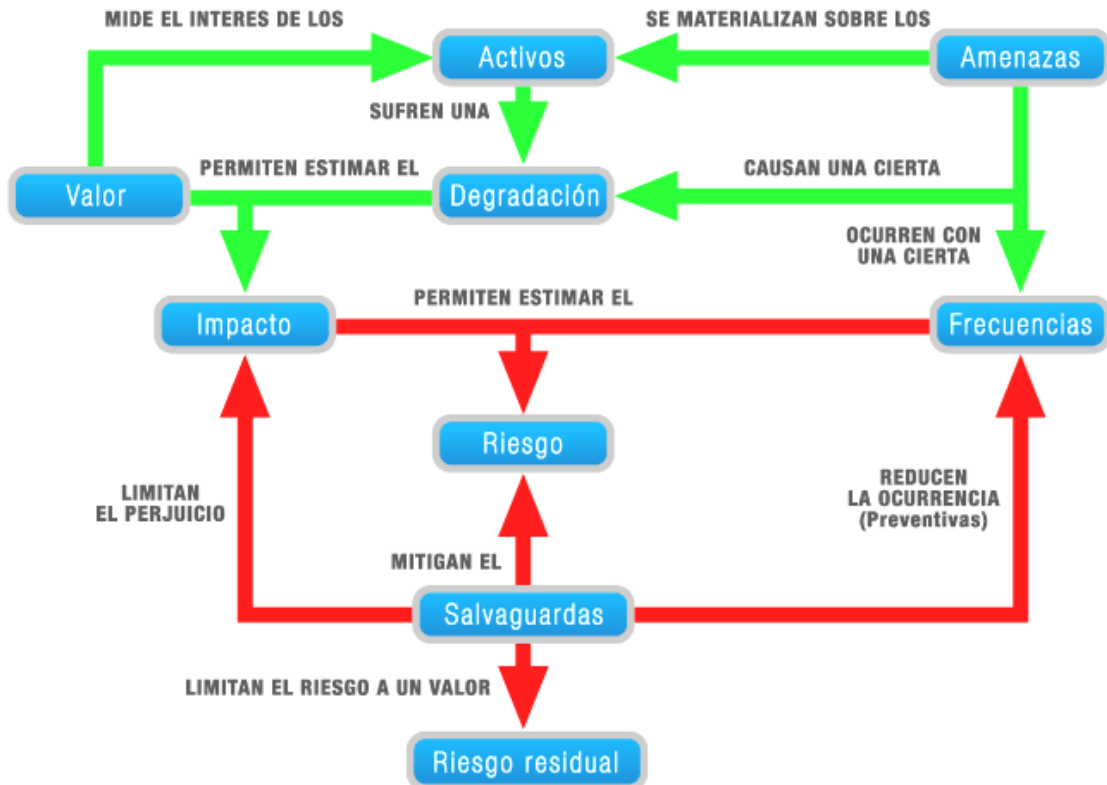 MIDE EL INTERES DE LOS
SE MATERIALIZAN SOBRE LOS
Activos
Amenazas
SUFREN UNA
PERMITEN ESTIMAR EL
CAUSAN UNA CIERTA
Valor
Degradación
OCURREN CON
UNA CIERTA
PERMITEN ESTIMAR EL
Impacto
Frecuencias
Riesgo
LIMITAN
EL PERJUICIO
REDUCEN
LA OCURRENCIA
(Preventivas)
MITIGAN EL
Salvaguardas
LIMITAN EL RIESGO A UN VALOR
Riesgo residual